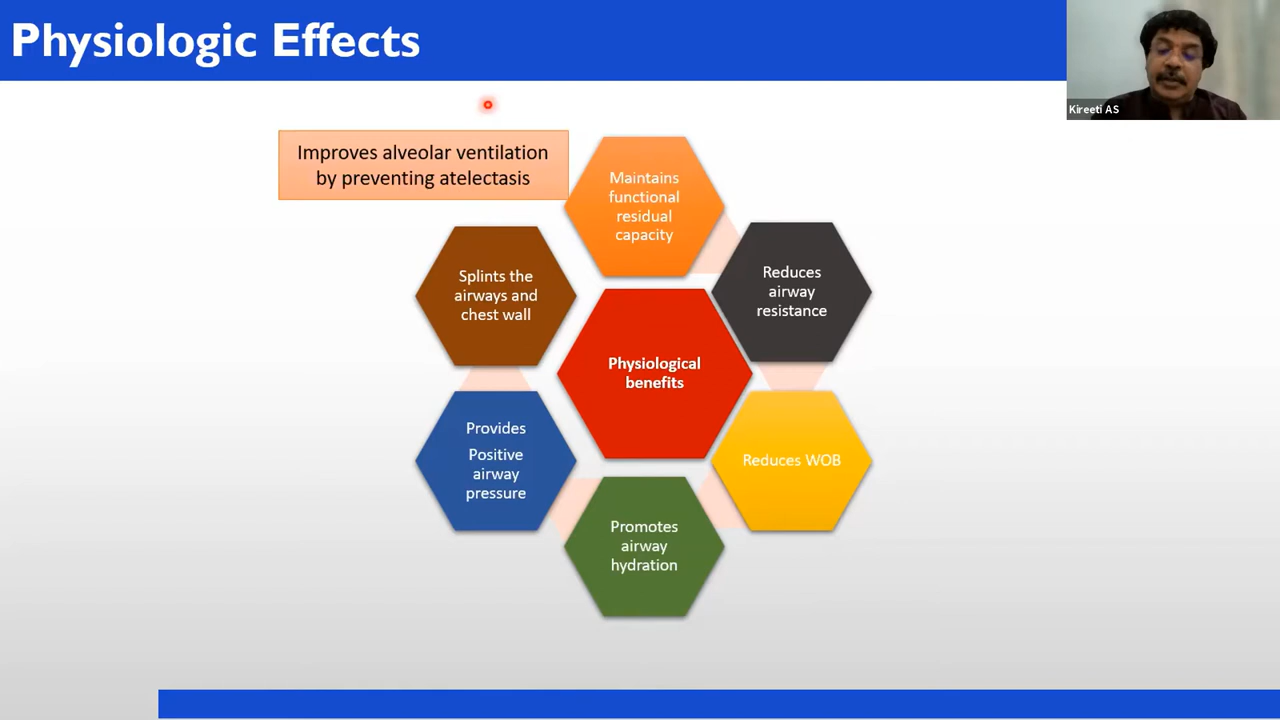 Physiologic Effects
Kireeti AS
Improves alveolar ventilation
by preventing atelectasis
Maintains
functional
residual
capacity
Reduces
airway
resistance
Reduces WOB
Promotes
airway
hydration
Provides
Positive
airway
pressure
Splints the
airways and
chest wall
Physiological
benefits